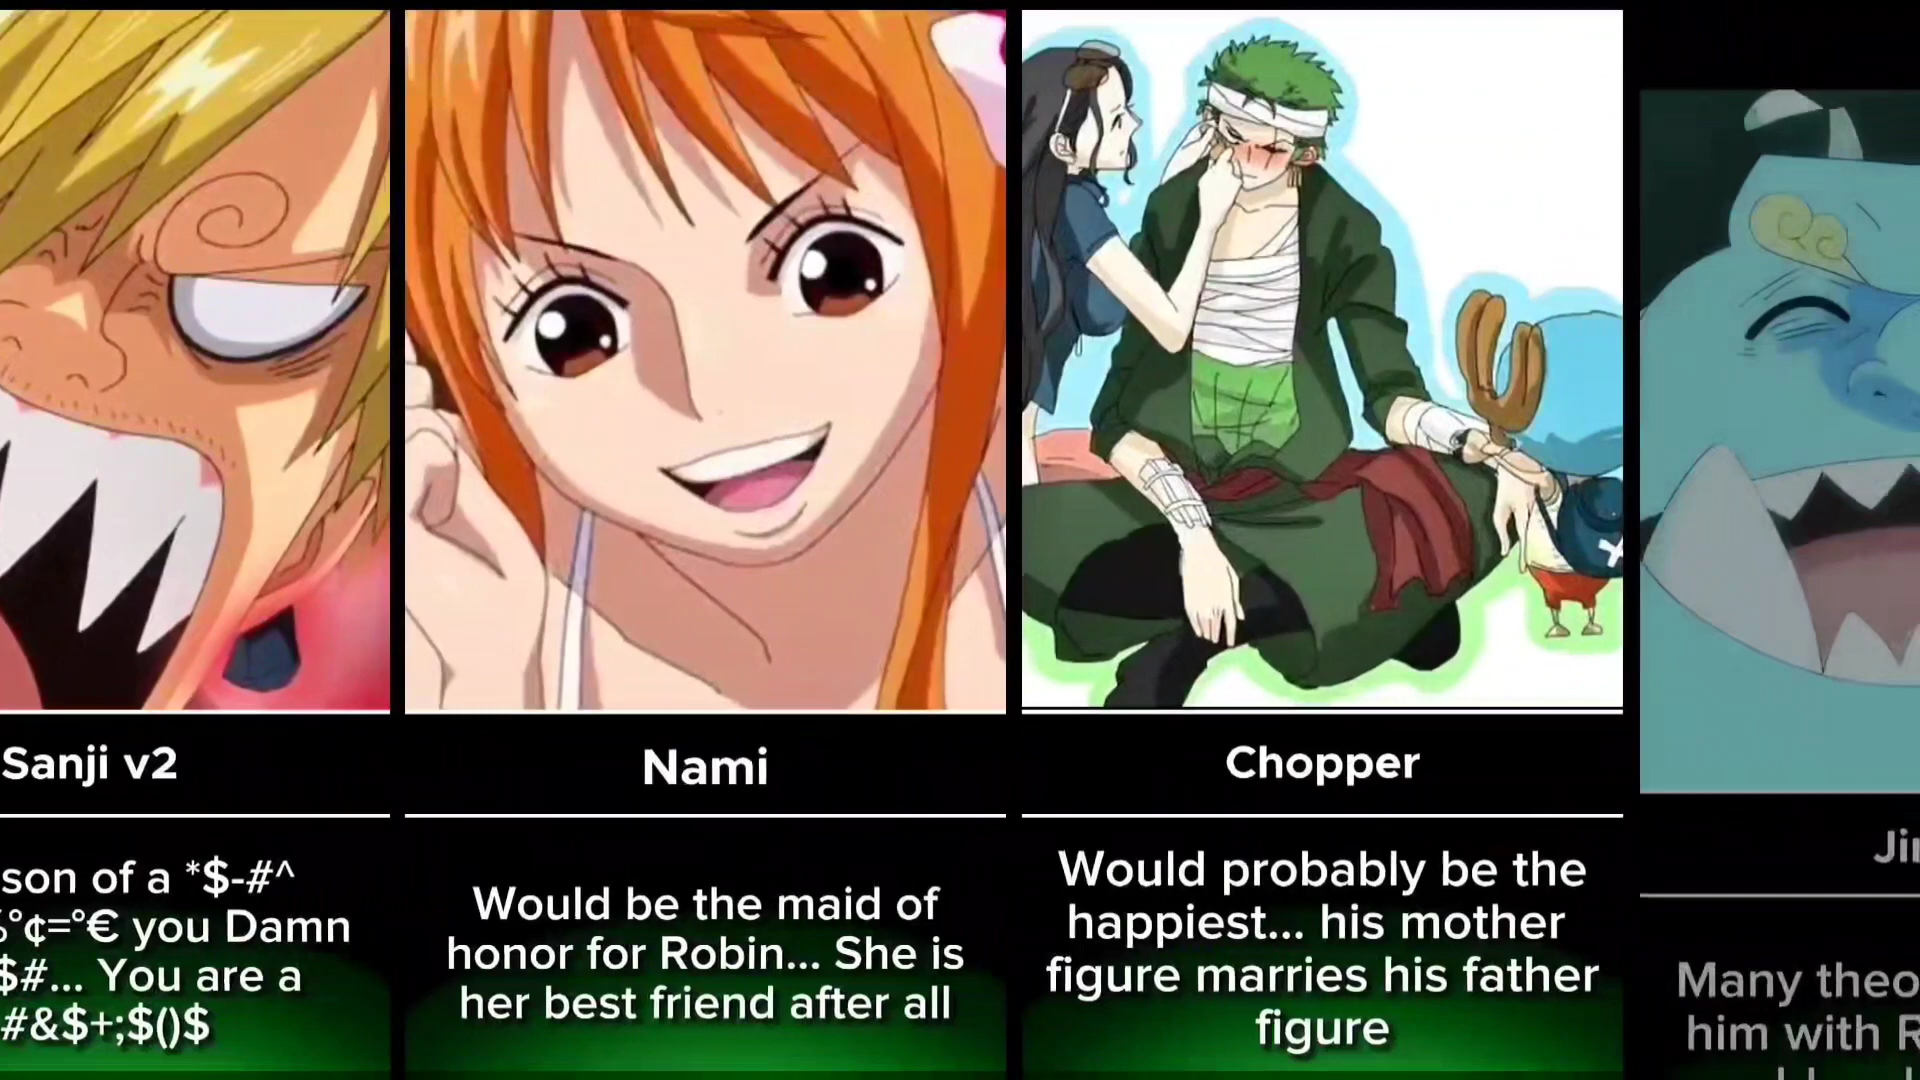 Sanji v2
son of a *$-#^
°¢=°€ you Damn
$#... You are a
#&$+;$()$
Nami
Would be the maid of
honor for Robin... She is
her best friend after all
Chopper
Would probably be the
happiest... his mother
figure marries his father
figure
Many theo
him with R